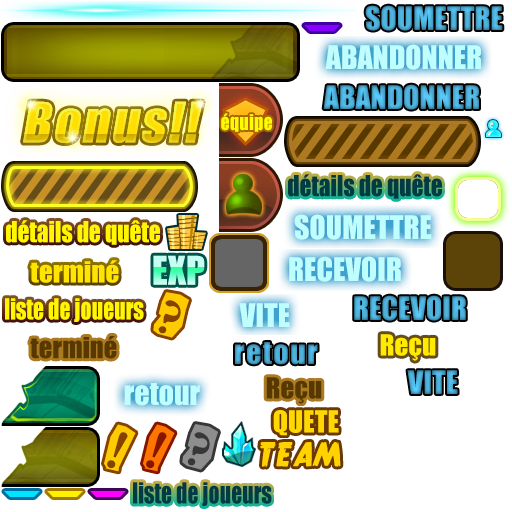 SOUMETTRE
ABANDONNER
ABANDONNER
Bonus!!
équipe
détails de quête
détails de quête
SOUMETTRE
terminé
EXP
RECEVOIR
liste de joueurs
?
VITE
RECEVOIR
terminé
retour
Reçu
VITE
retour
Reçu
QUETE
! ! ?
TEAM
liste de joueurs